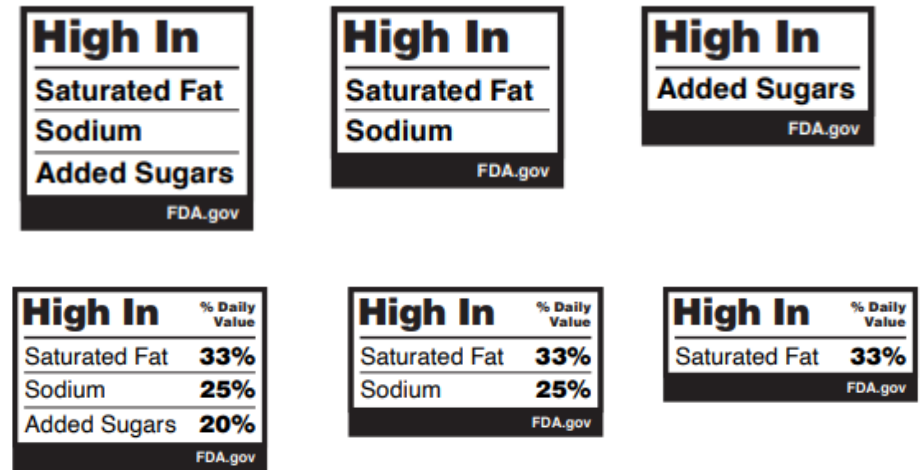 High In
Saturated Fat
Sodium
Added Sugars
FDA.gov
High In
Saturated Fat
Sodium
FDA.gov
High In
Added Sugars
FDA.gov
High In % Daily Value
Saturated Fat 33%
Sodium 25%
Added Sugars 20%
FDA.gov
High In % Daily Value
Saturated Fat 33%
Sodium 25%
FDA.gov
High In % Daily Value
Saturated Fat 33%
FDA.gov